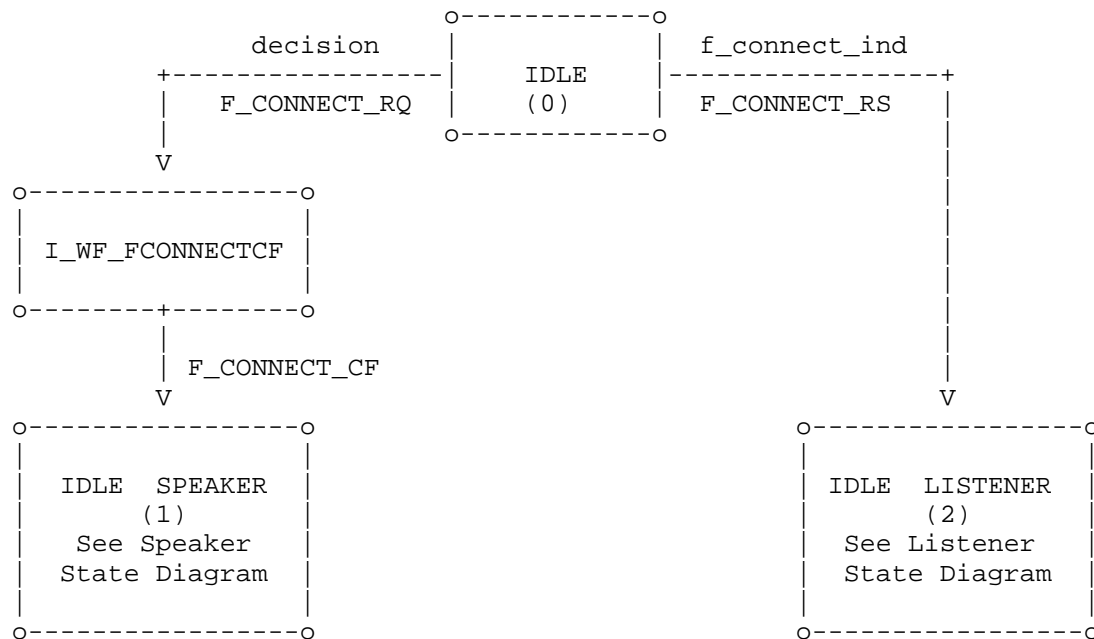 decision
f_connect_ind
IDLE
F_CONNECT_RQ
(0)
F_CONNECT_RS
I_WF_FCONNECTCF
F_CONNECT_CF
IDLE SPEAKER
(1)
See Speaker
State Diagram
IDLE LISTENER
(2)
See Listener
State Diagram